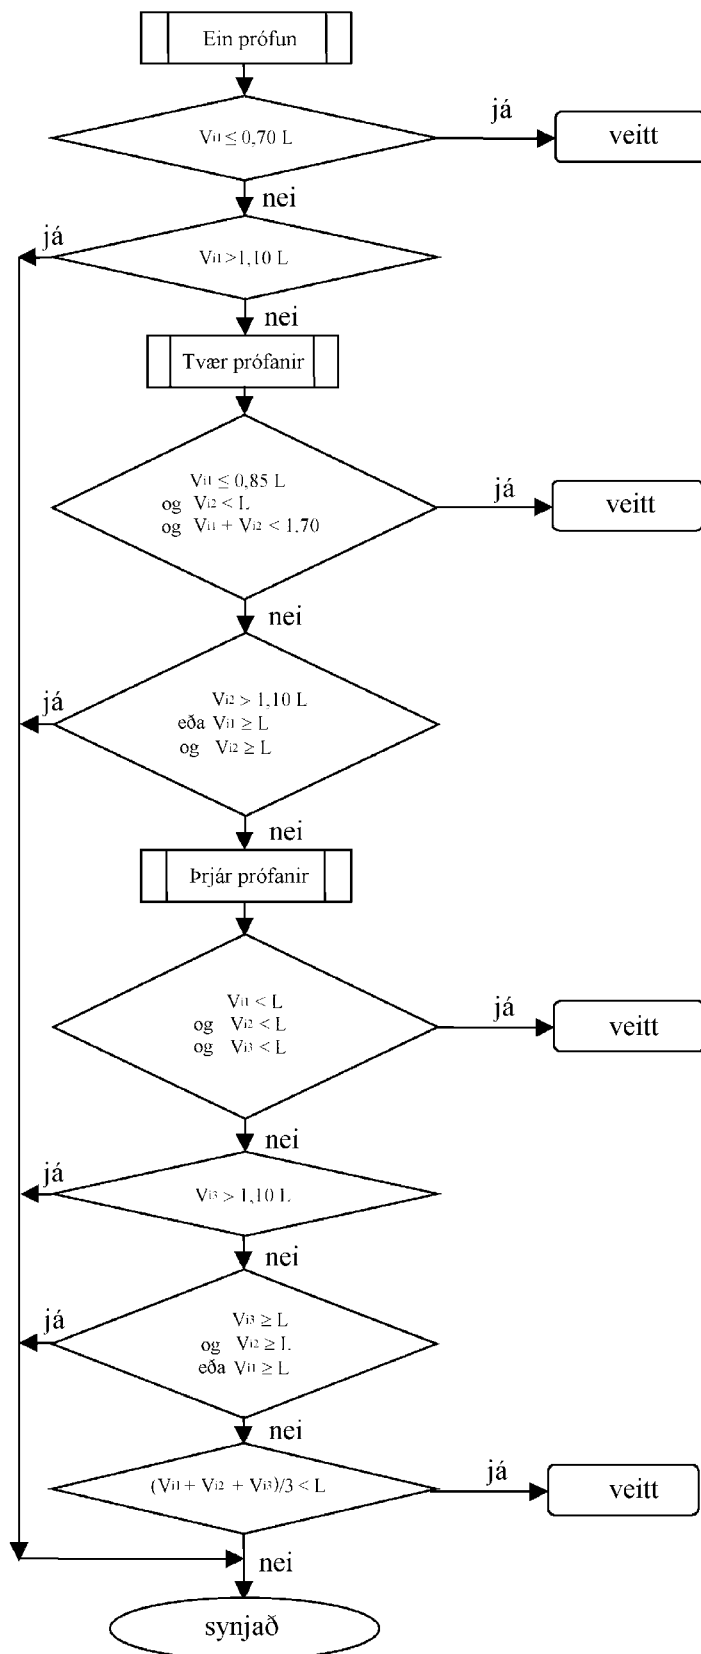 Ein prófun
já
Vi1 ≤ 0,70 L
veitt
nei
já
Vi1 >1,10 L
nei
Tvær prófanir
Vi1 ≤ 0,85 L
og Vi2 < L
og Vi1 + Vi2 < 1.70
já
veitt
nei
já
Vi2 > 1,10 L
eða Vi1 ≥ L
og Vi2 ≥ L
nei
Þrjár prófanir
Vi1 < L
og Vi2 < L
og Vi3 < L
já
veitt
nei
já
Vi3 > 1,10 L
nei
já
Vi3 ≥ L
og Vi2 ≥ L
eða Vi1 ≥ L
nei
(Vi1 + Vi2 + Vi3)/3 < L
já
veitt
nei
synjað